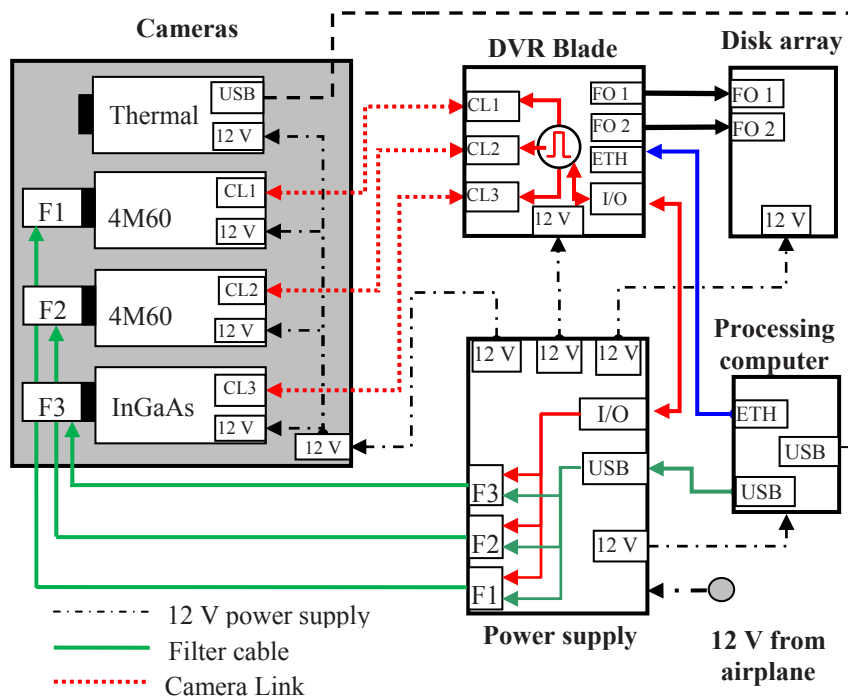 Cameras
DVR Blade
Disk array
Thermal
USB
12 V
F1
4M60
CL1
12 V
F2
4M60
CL2
12 V
F3
InGaAs
CL3
12 V
12 V
CL1
CL2
CL3
FO 1
FO 2
ETH
I/O
12 V
FO 1
FO 2
12 V
12 V
12 V
12 V
I/O
USB
F3
F2
F1
12 V
Power supply
Processing
computer
ETH
USB
USB
12 V from
airplane
12 V power supply
Filter cable
Camera Link